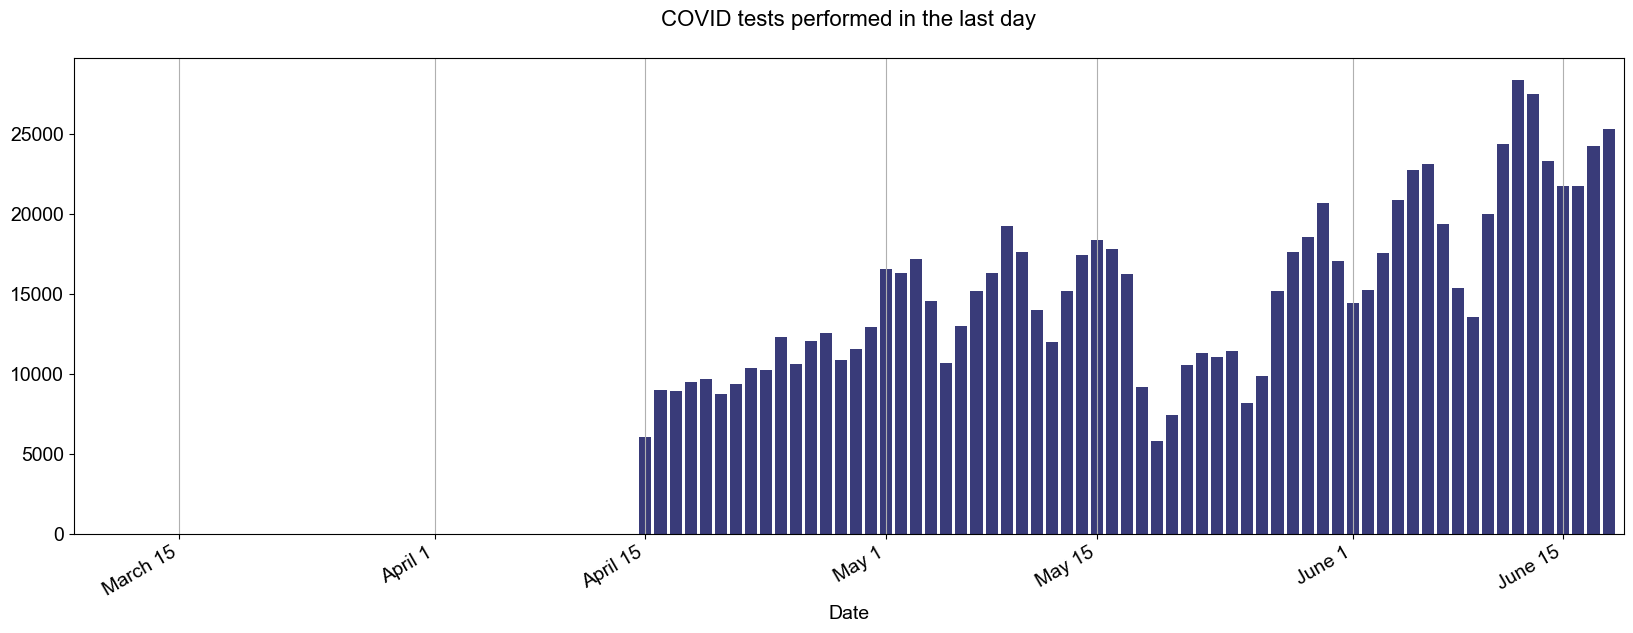 COVID tests performed in the last day
25000
20000
15000
10000
5000
0
March 15
April 1
April 15
May 1
May 15
June 1
June 15
Date